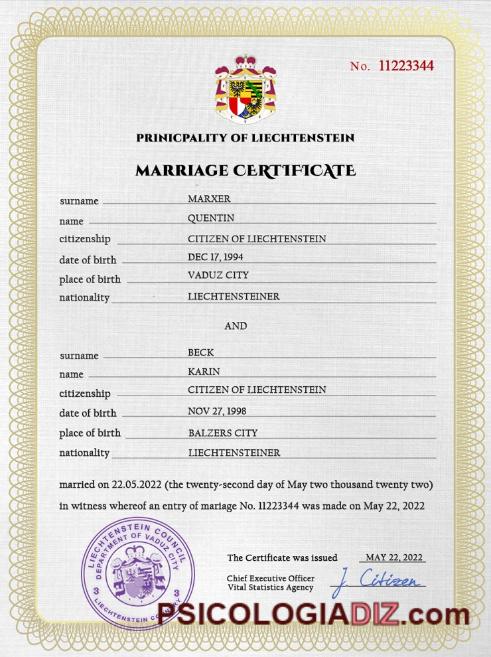 No. 11223344
PRINICPALITY OF LIECHTENSTEIN
MARRIAGE CERTIFICATE
surname MARXER
name QUENTIN
citizenship CITIZEN OF LIECHTENSTEIN
date of birth DEC 17, 1994
place of birth VADUZ CITY
nationality LIECHTENSTEINER
AND
surname BECK
name KARIN
citizenship CITIZEN OF LIECHTENSTEIN
date of birth NOV 27, 1998
place of birth BALZERS CITY
nationality LIECHTENSTEINER
married on 22.05.2022 (the twenty-second day of May two thousand twenty two)
in witness whereof an entry of mariage No. 11223344 was made on May 22, 2022
LIECHTENSTEIN COUNCIL
DEPARTMENT OF VADUZ CITY
3 3
LIECHTENSTEIN COUNCIL
The Certificate was issued MAY 22, 2022
Chief Executive Officer
Vital Statistics Agency
J Citizen
PSICOLOGIADIZ.com